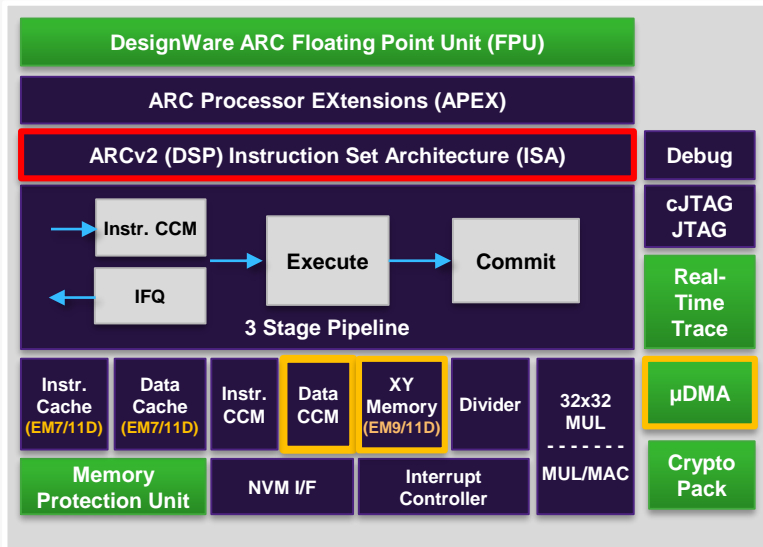 DesignWare ARC Floating Point Unit (FPU)
ARC Processor EXtensions (APEX)
ARCv2 (DSP) Instruction Set Architecture (ISA)
Debug
cJTAG
JTAG
Instr. CCM
IFQ
Execute
Commit
3 Stage Pipeline
Real-
Time
Trace
Instr.
Cache
(EM7/11D)
Data
Cache
(EM7/11D)
Instr.
CCM
Data
CCM
XY
Memory
(EM9/11D)
Divider
32x32
MUL
- - - - - - -
MUL/MAC
µDMA
Memory
Protection Unit
NVM I/F
Interrupt
Controller
Crypto
Pack